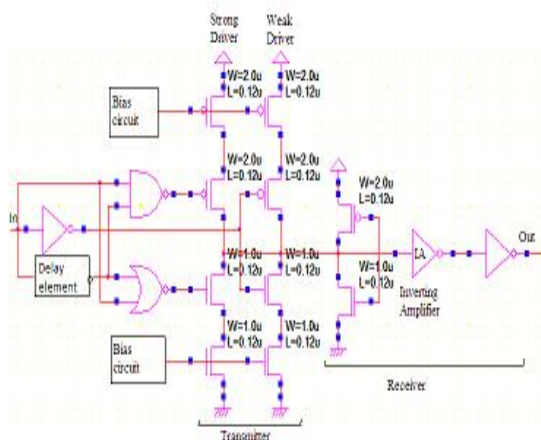 Strong
Driver
Weak
Driver
W=2.0u
L=0.12u
W=2.0u
L=0.12u
Bias
circuit
W=2.0u
L=0.12u
W=2.0u
L=0.12u
W=2.0u
L=0.12u
In
Out
IA
Delay
element
W=1.0u
L=0.12u
W=1.0u
L=0.12u
W=1.0u
L=0.12u
Inverting
Amplifier
Bias
circuit
W=1.0u
L=0.12u
W=1.0u
L=0.12u
Receiver
Transmitter